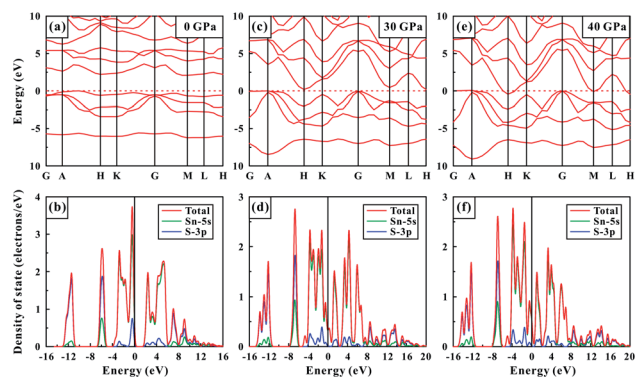 (a) 0 GPa (c) 30 GPa (e) 40 GPa
Energy (eV)
10
5
0
-5
10
G A H K G M L H G A H K G M L H G A H K G M L H
(b) Total Sn-5s S-3p
(d) Total Sn-5s S-3p
(f) Total Sn-5s S-3p
Density of state (electrons/eV)
4
3
2
1
0
-16 -12 -8 -4 0 4 8 12 16 -16 -12 -8 -4 0 4 8 12 16 20 -16 -12 -8 -4 0 4 8 12 16 20
Energy (eV) Energy (eV) Energy (eV)